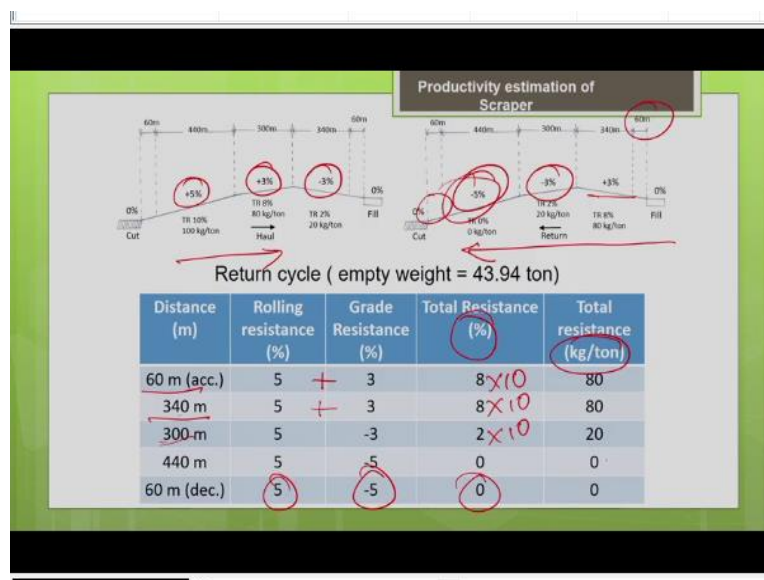 Productivity estimation of
Scraper
60m 440m 300m 340m 60m
+5% +3% -3%
0% 0%
TR 10% TR 8% TR 2%
100 kg/ton 80 kg/ton 20 kg/ton
Cut Haul Fill
60m 440m 300m 340m 60m
-5% -3% +3%
0% 0%
TR 0% TR 2% TR 8%
0 kg/ton 20 kg/ton 80 kg/ton
Cut Return Fill
Return cycle ( empty weight = 43.94 ton)
Distance (m) Rolling resistance (%) Grade Resistance (%) Total Resistance (%) Total resistance (kg/ton)
60 m (acc.) 5 + 3 8 ×10 80
340 m 5 + 3 8 ×10 80
300 m 5 -3 2 ×10 20
440 m 5 -5 0 0
60 m (dec.) 5 -5 0 0